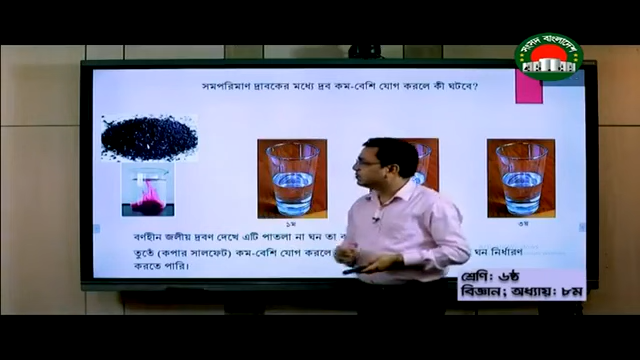 সংসদ বাংলাদেশ
সমপরিমাণ দ্রাবকের মধ্যে দ্রব কম-বেশি যোগ করলে কী ঘটবে?
১ম
৩য়
বর্ণহীন জলীয় দ্রবণ দেখে এটি পাতলা না ঘন তা
তুতেঁ (কপার সালফেট) কম-বেশি যোগ করলে
ঘন নির্ধারণ
করতে পারি।
শ্রেণি: ৬ষ্ঠ
বিজ্ঞান; অধ্যায়: ৮ম